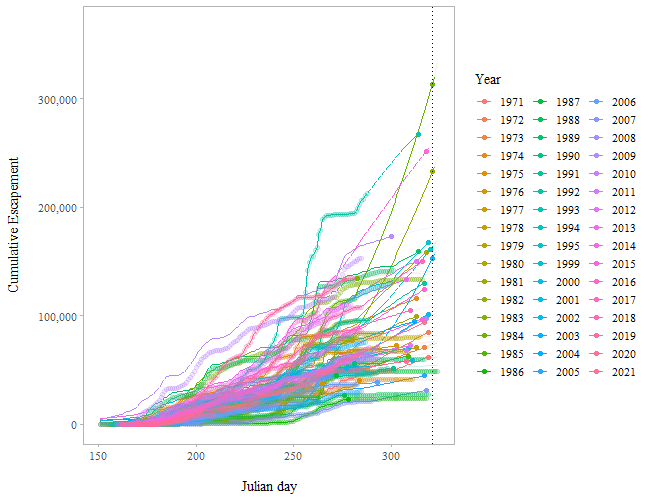 Cumulative Escapement
300,000
200,000
100,000
0
150 200 250 300
Julian day
Year
1971 1987 2006
1972 1988 2007
1973 1989 2008
1974 1990 2009
1975 1991 2010
1976 1992 2011
1977 1993 2012
1978 1994 2013
1979 1995 2014
1980 1999 2015
1981 2000 2016
1982 2001 2017
1983 2002 2018
1984 2003 2019
1985 2004 2020
1986 2005 2021